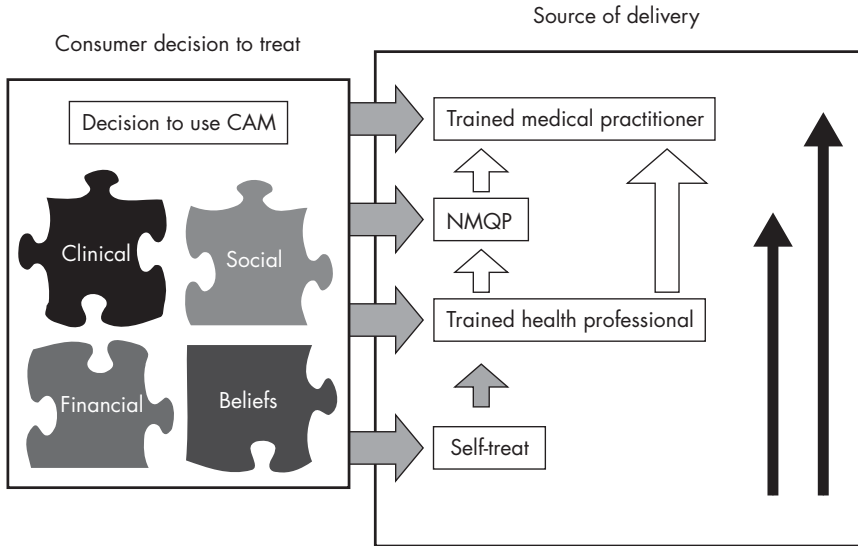 Source of delivery
Consumer decision to treat
Decision to use CAM
Clinical
Social
Financial
Beliefs
Trained medical practitioner
NMQP
Trained health professional
Self-treat